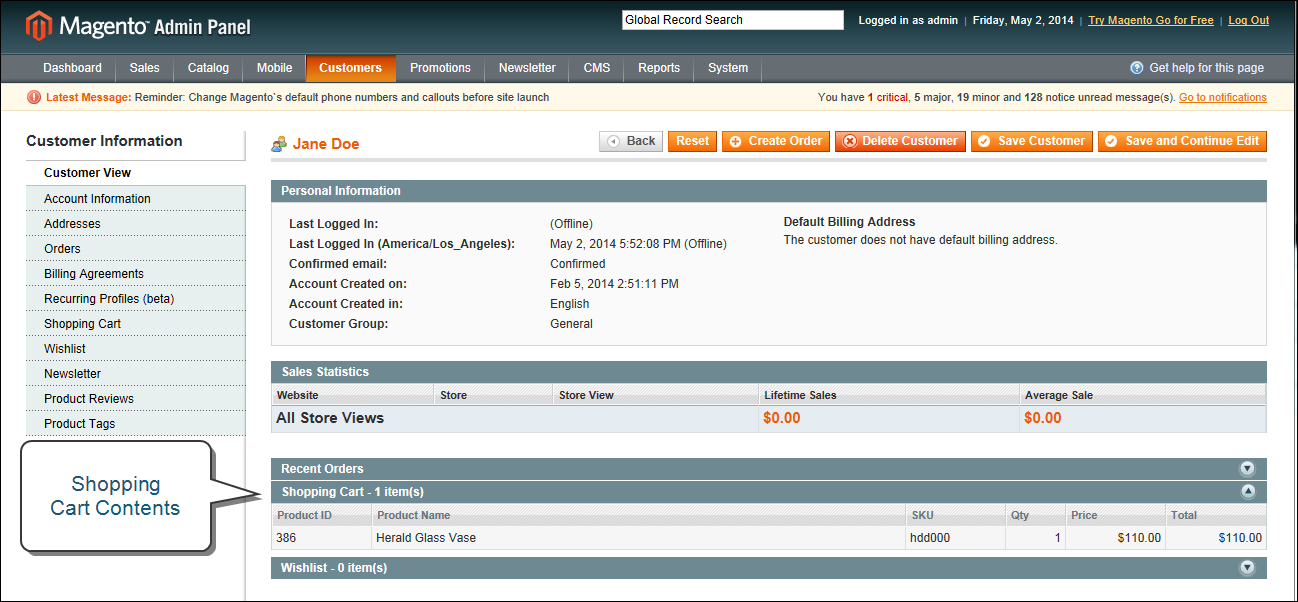 Magento™ Admin Panel
Global Record Search
Logged in as admin | Friday, May 2, 2014 | Try Magento Go for Free | Log Out
Dashboard Sales Catalog Mobile Customers Promotions Newsletter CMS Reports System
Get help for this page
Latest Message: Reminder: Change Magento`s default phone numbers and callouts before site launch
You have 1 critical, 5 major, 19 minor and 128 notice unread message(s). Go to notifications
Customer Information
Customer View
Account Information
Addresses
Orders
Billing Agreements
Recurring Profiles (beta)
Shopping Cart
Wishlist
Newsletter
Product Reviews
Product Tags
Shopping
Cart Contents
Jane Doe
Back Reset Create Order Delete Customer Save Customer Save and Continue Edit
Personal Information
Last Logged In: (Offline)
Last Logged In (America/Los_Angeles): May 2, 2014 5:52:08 PM (Offline)
Confirmed email: Confirmed
Account Created on: Feb 5, 2014 2:51:11 PM
Account Created in: English
Customer Group: General
Default Billing Address
The customer does not have default billing address.
Sales Statistics
Website Store Store View Lifetime Sales Average Sale
All Store Views $0.00 $0.00
Recent Orders
Shopping Cart - 1 item(s)
Product ID Product Name SKU Qty Price Total
386 Herald Glass Vase hdd000 1 $110.00 $110.00
Wishlist - 0 item(s)